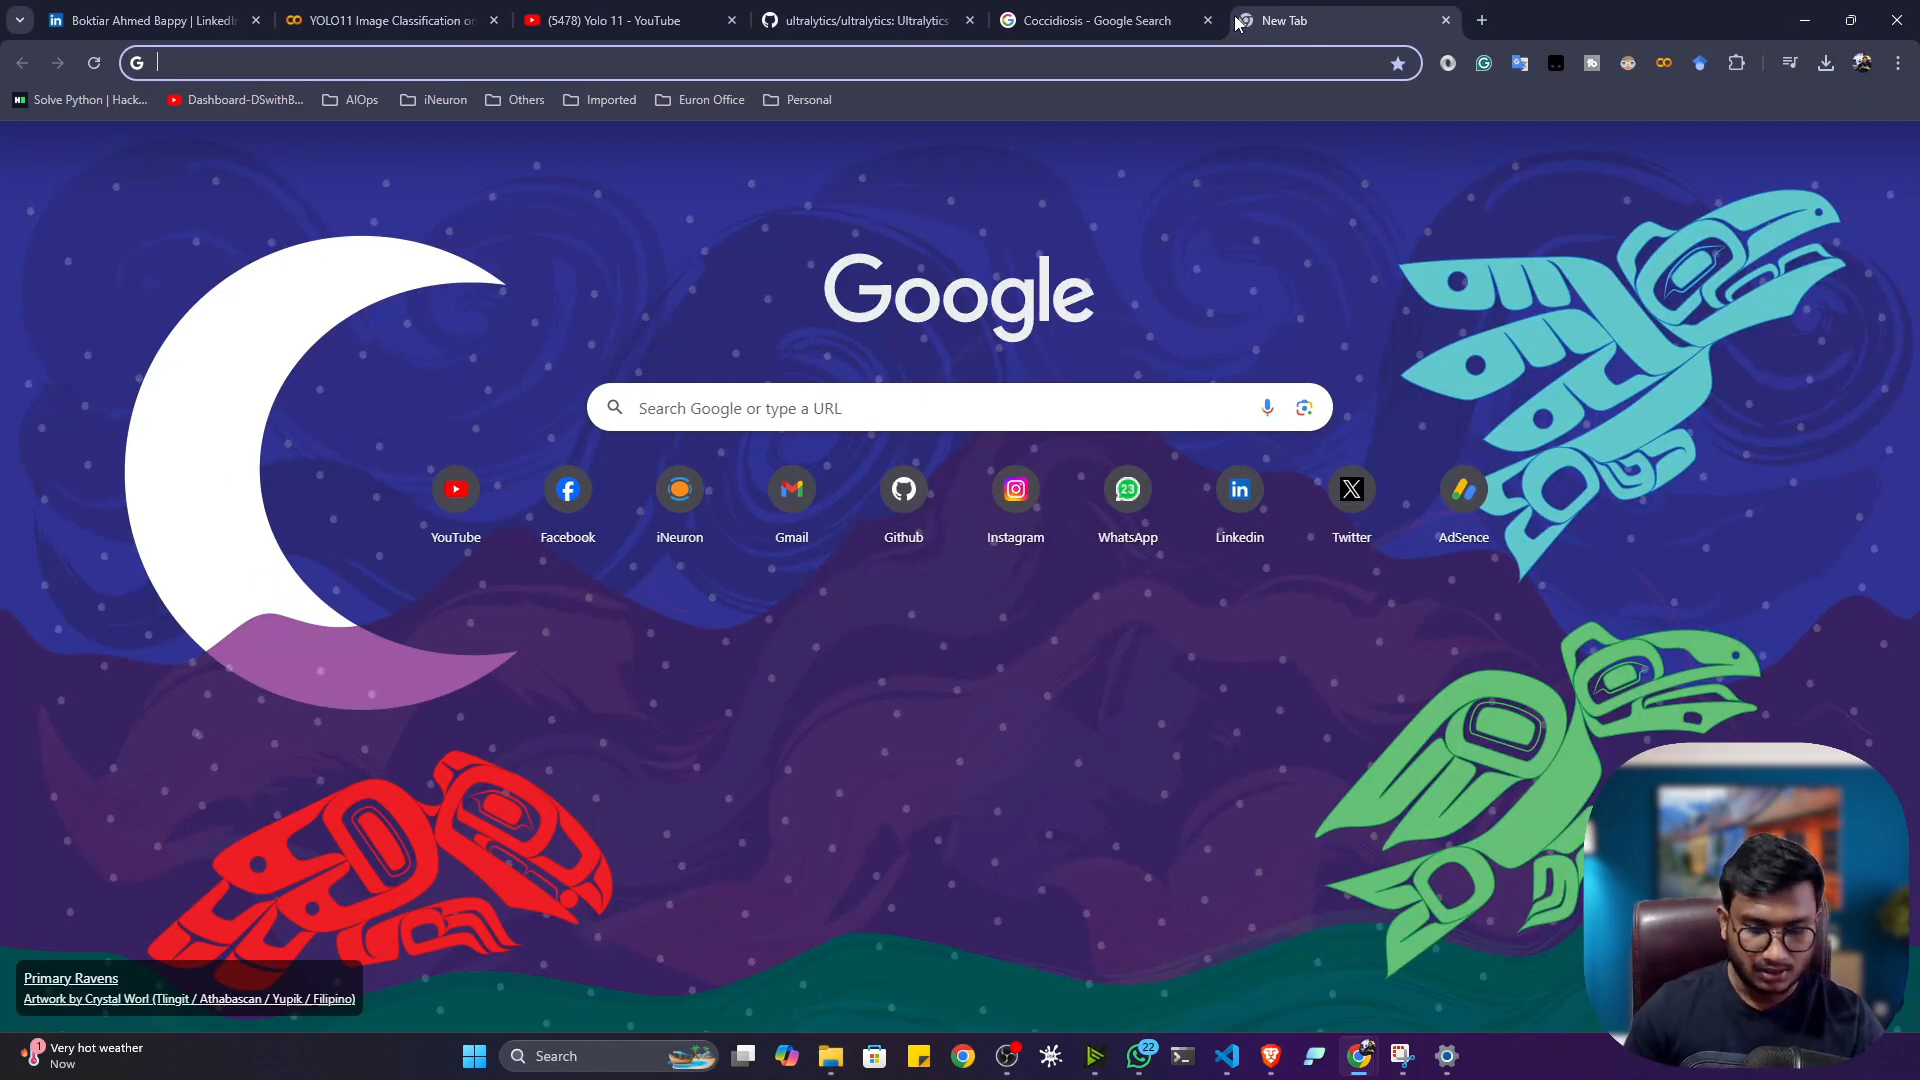 Boktiar Ahmed Bappy | LinkedIn
YOLO11 Image Classification on
(5478) Yolo 11 - YouTube
ultralytics/ultralytics: Ultralytics
Coccidiosis - Google Search
New Tab
Solve Python | Hack...
Dashboard-DSwithB...
AIOps
iNeuron
Others
Imported
Euron Office
Personal
Google
Search Google or type a URL
23
YouTube
Facebook
iNeuron
Gmail
Github
Instagram
WhatsApp
Linkedin
Twitter
AdSence
Primary Ravens
Artwork by Crystal Worl (Tlingit / Athabascan / Yupik / Filipino)
1
Very hot weather
Now
Search
22